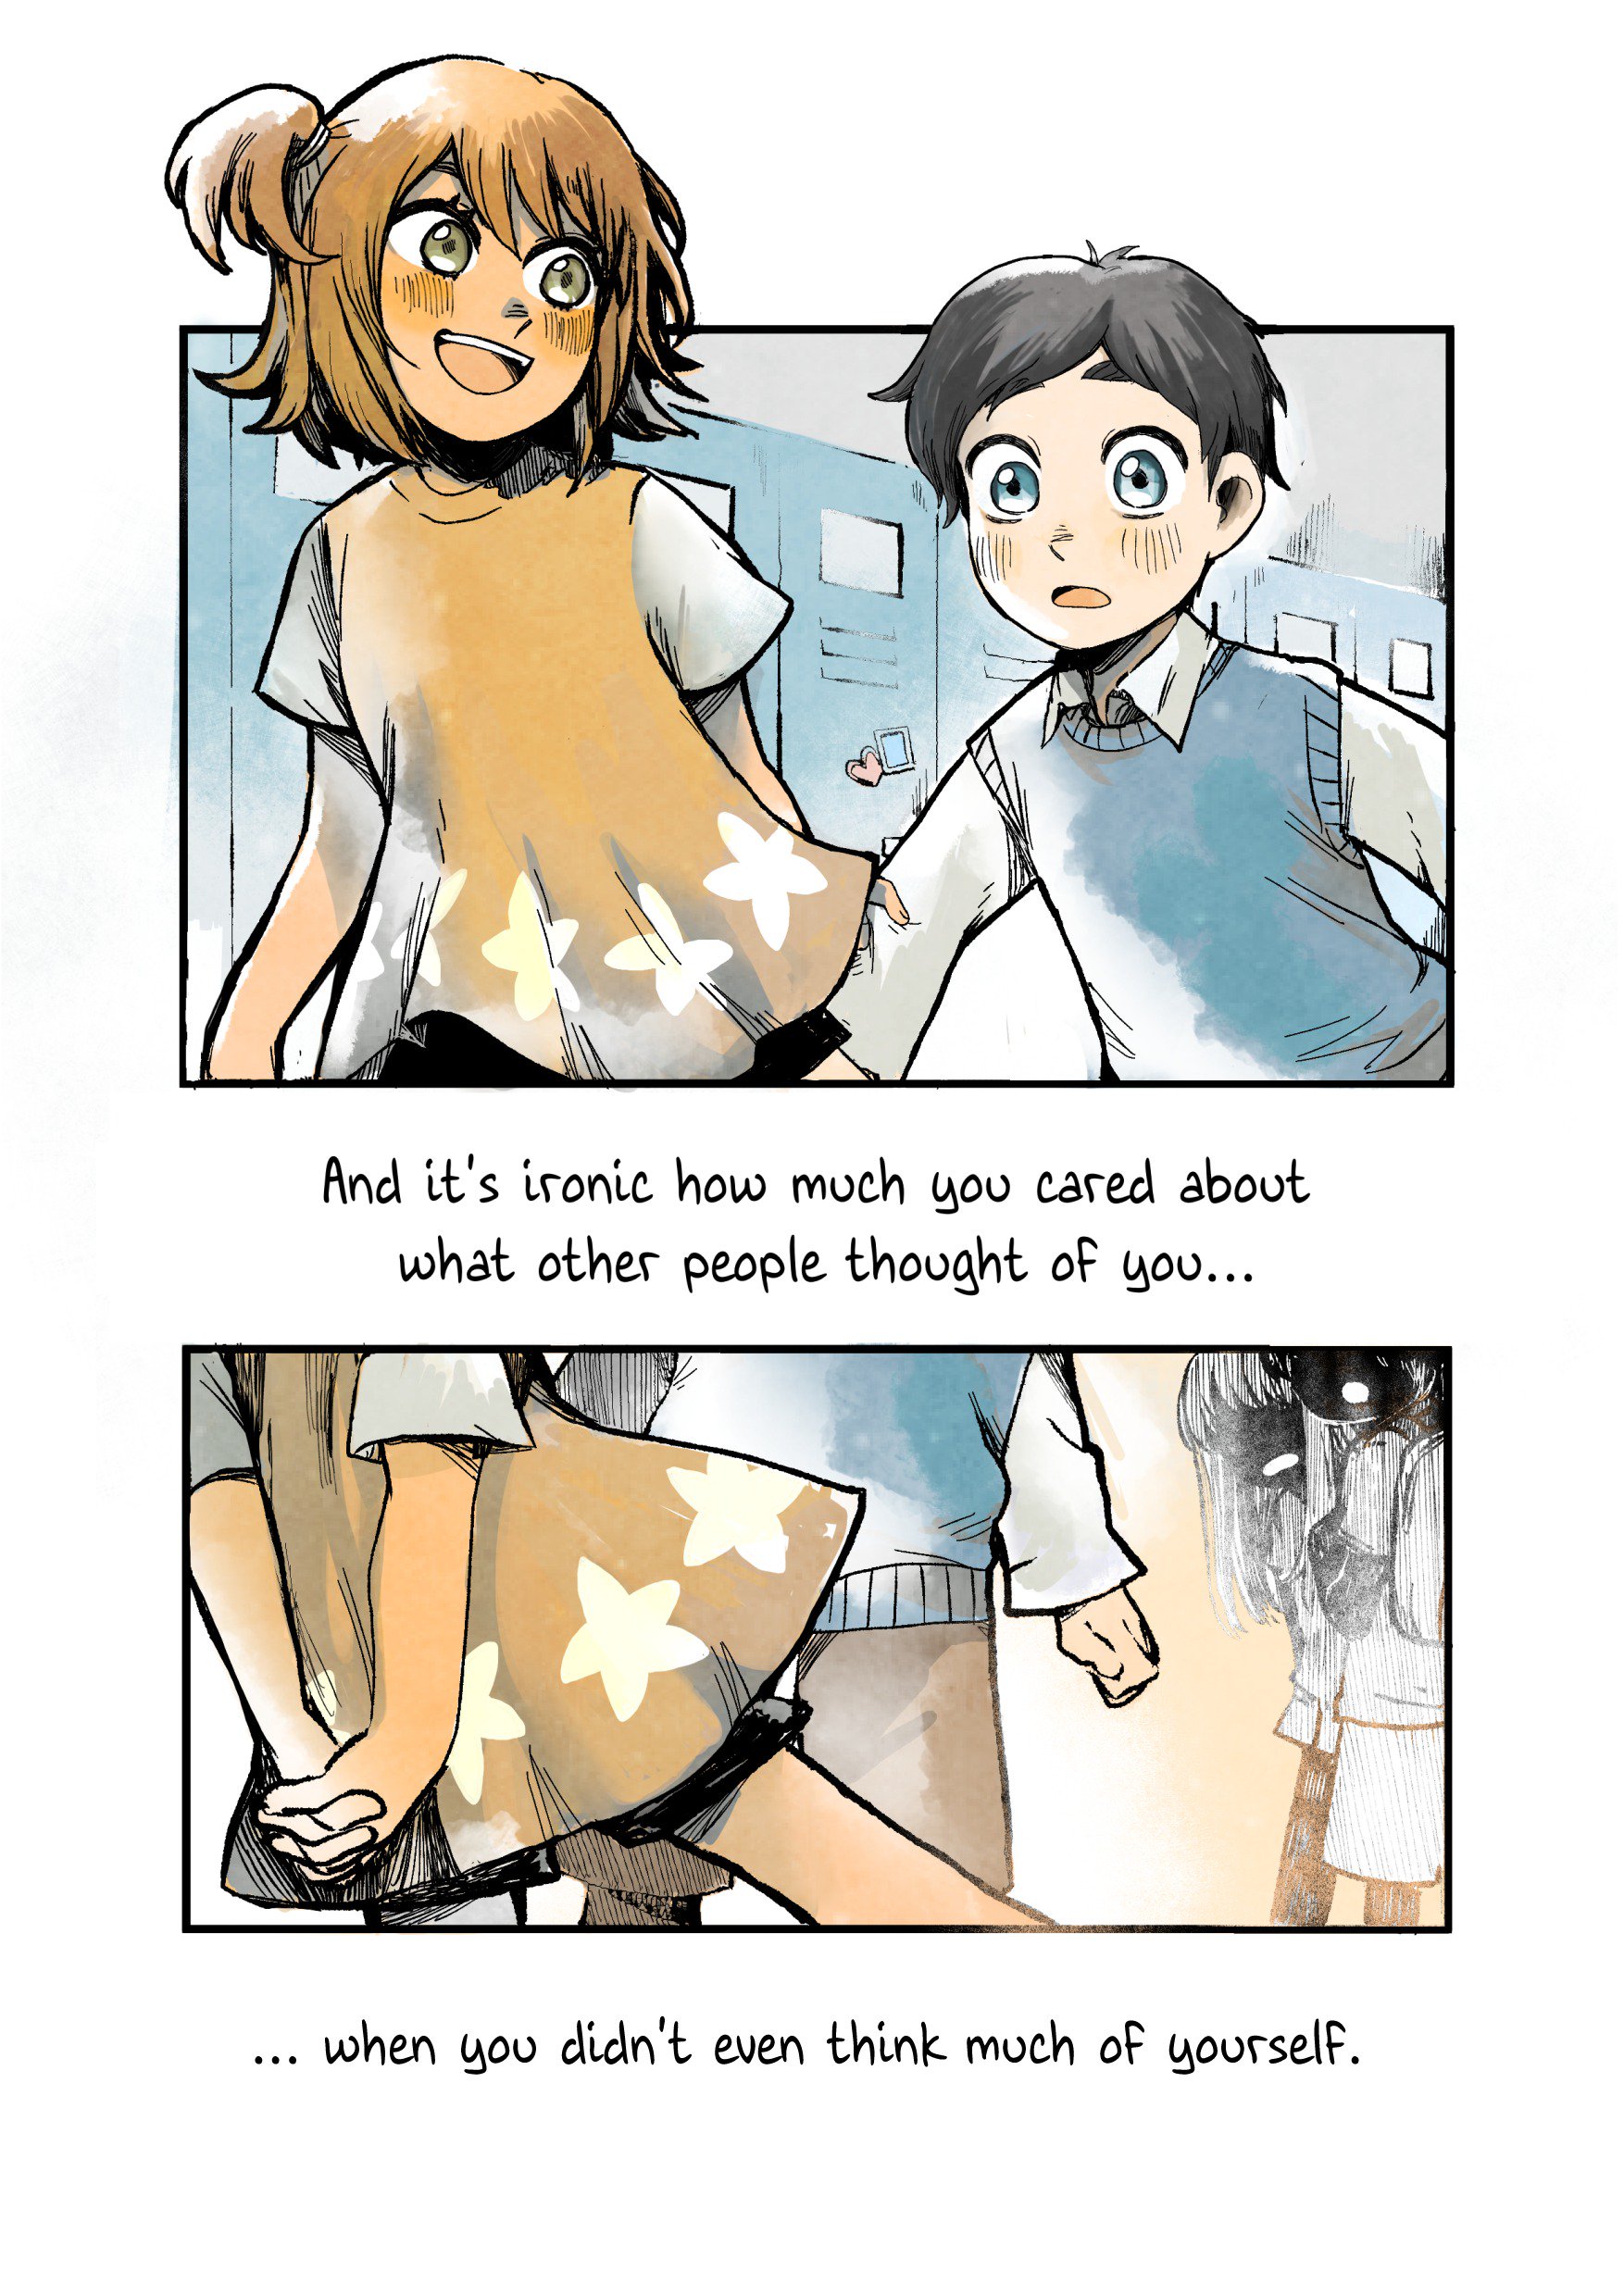 And it's ironic how much you cared about
what other people thought of you...
... when you didn't even think much of yourself.